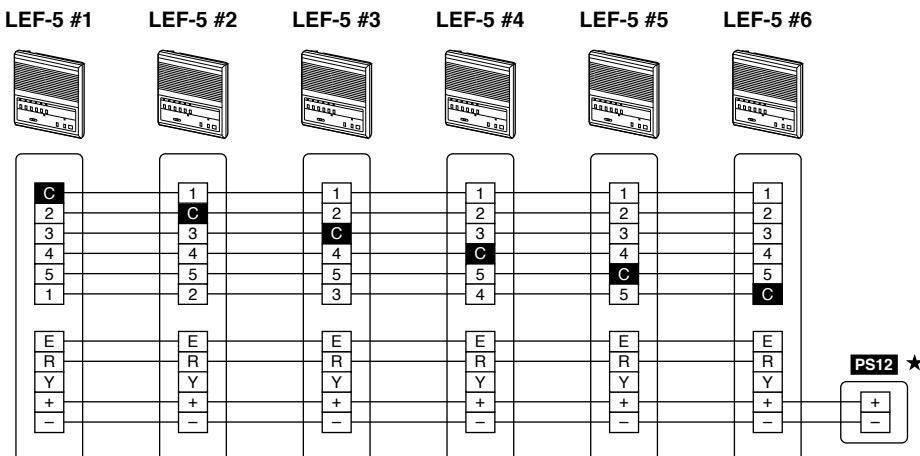 LEF-5 #1 LEF-5 #2 LEF-5 #3 LEF-5 #4 LEF-5 #5 LEF-5 #6
C 1 1 1 1 1
2 C 2 2 2 2
3 3 C 3 3 3
4 4 4 C 4 4
5 5 5 5 C 5
1 2 3 4 5 C
E E E E E E
R R R R R R
PS12 ★
Y Y Y Y Y Y
+ + + + + + +
– – – – – – –